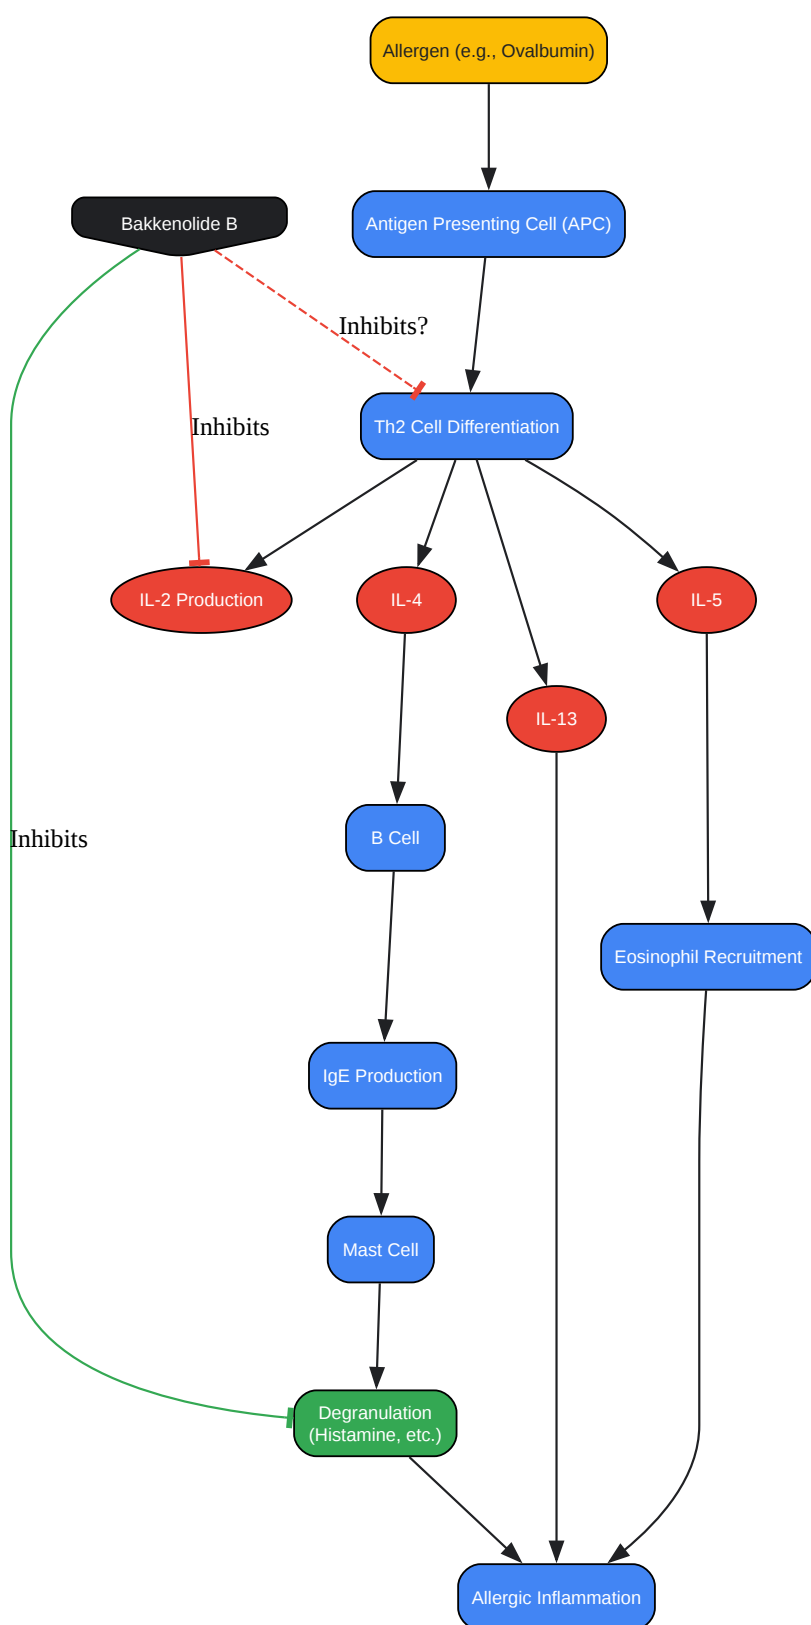 Allergen (e.g., Ovalbumin)
Bakkenolide B
Antigen Presenting Cell (APC)
Inhibits?
Inhibits
Th2 Cell Differentiation
IL-2 Production
IL-4
IL-5
IL-13
Inhibits
B Cell
Eosinophil Recruitment
IgE Production
Mast Cell
Degranulation
(Histamine, etc.)
Allergic Inflammation